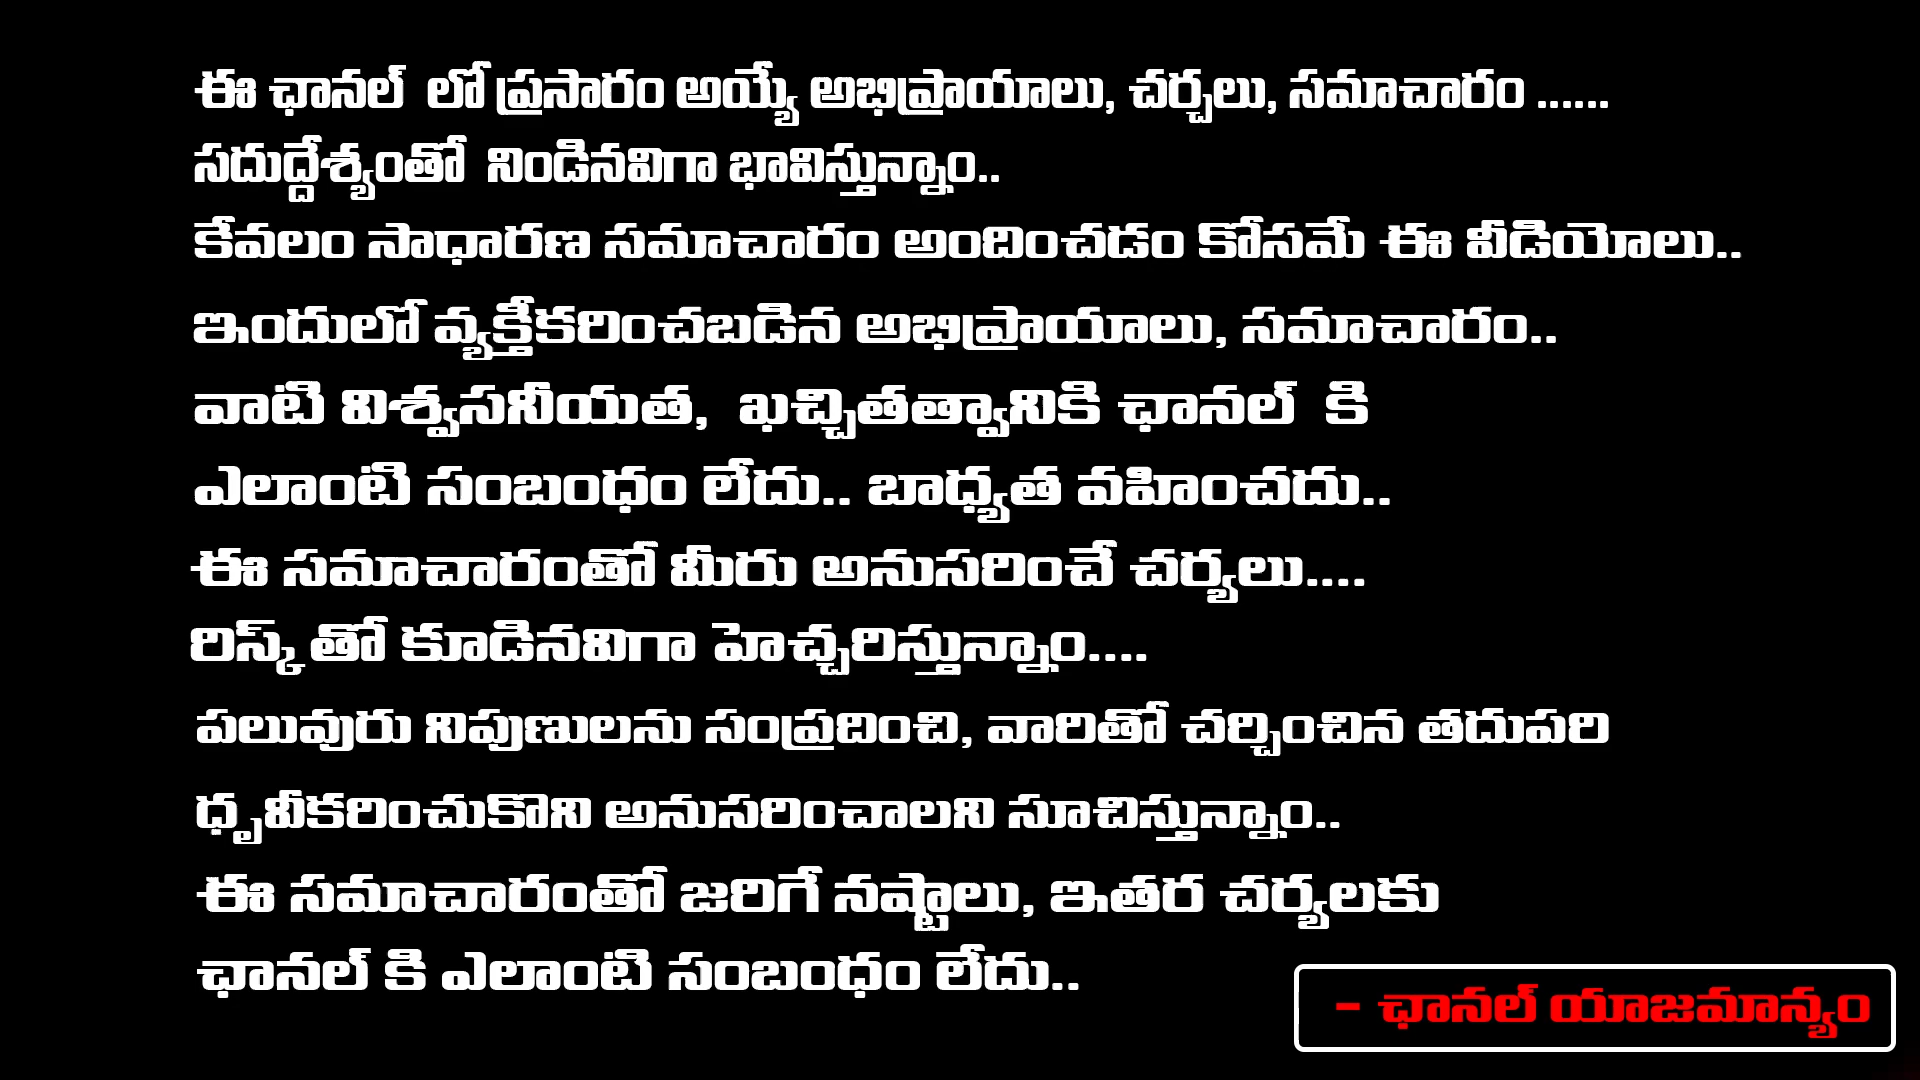 ఈ ఛానల్ లో ప్రసారం అయ్యే అభిప్రాయాలు, చర్చలు, సమాచారం ......
సదుద్దేశ్యంతో నిండినవిగా భావిస్తున్నాం..
కేవలం సాధారణ సమాచారం అందించడం కోసమే ఈ వీడియోలు..
ఇందులో వ్యక్తీకరించబడిన అభిప్రాయాలు, సమాచారం..
వాటి విశ్వసనీయత, ఖచ్చితత్వానికి ఛానల్ కి
ఎలాంటి సంబంధం లేదు.. బాధ్యత వహించదు..
ఈ సమాచారంతో మీరు అనుసరించే చర్యలు....
రిస్క్ తో కూడినవిగా హెచ్చరిస్తున్నాం....
పలువురు నిపుణులను సంప్రదించి, వారితో చర్చించిన తదుపరి
ధృవీకరించుకొని అనుసరించాలని సూచిస్తున్నాం..
ఈ సమాచారంతో జరిగే నష్టాలు, ఇతర చర్యలకు
ఛానల్ కి ఎలాంటి సంబంధం లేదు..
- ఛానల్ యాజమాన్యం